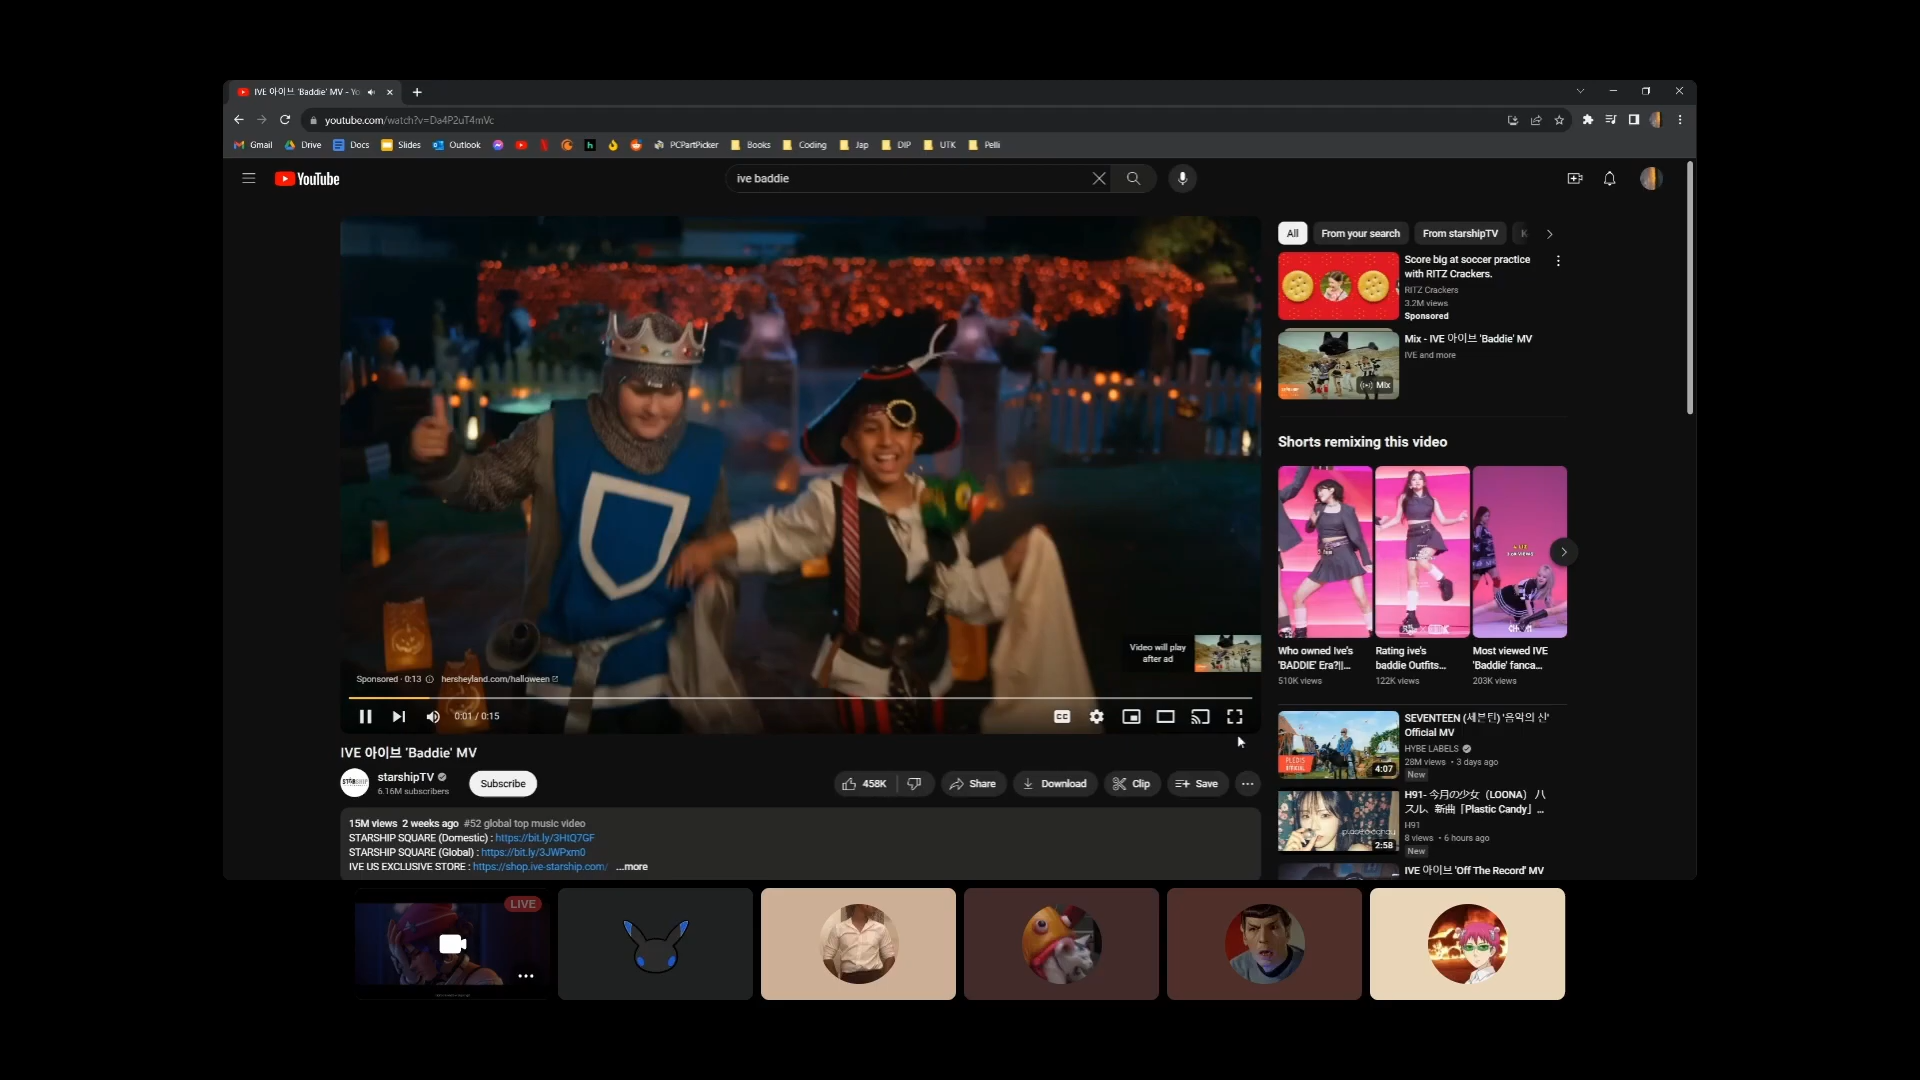 IVE 아이브 'Baddie' MV - Yo
youtube.com/watch?v=Da4P2uT4mVc
Gmail Drive Docs Slides Outlook PCPartPicker Books Coding Jap DIP UTK Pelli
YouTube
ive baddie
All From your search From starshipTV
Score big at soccer practice
with RITZ Crackers.
RITZ Crackers
3.2M views
Sponsored
Mix - IVE 아이브 'Baddie' MV
IVE and more
Mix
Shorts remixing this video
Who owned Ive's
'BADDIE' Era?||...
510K views
Rating ive's
baddie Outfits...
122K views
Most viewed IVE
'Baddie' fanca...
203K views
Video will play
after ad
Sponsored · 0:13 hersheyland.com/halloween
0:01 / 0:15
CC
IVE 아이브 'Baddie' MV
starshipTV
6.16M subscribers
Subscribe
458K
Share
Download
Clip
Save
15M views 2 weeks ago #52 global top music video
STARSHIP SQUARE (Domestic) : https://bit.ly/3HtQ7GF
STARSHIP SQUARE (Global) : https://bit.ly/3JWPxm0
IVE US EXCLUSIVE STORE : https://shop.ive-starship.com/ ...more
SEVENTEEN (세븐틴) '음악의 신'
Official MV
HYBE LABELS
28M views • 3 days ago
New
4:07
H91- 今月の少女（LOONA） ハ
スル、新曲「Plastic Candy」...
H91
8 views • 6 hours ago
New
2:58
IVE 아이브 'Off The Record' MV
LIVE